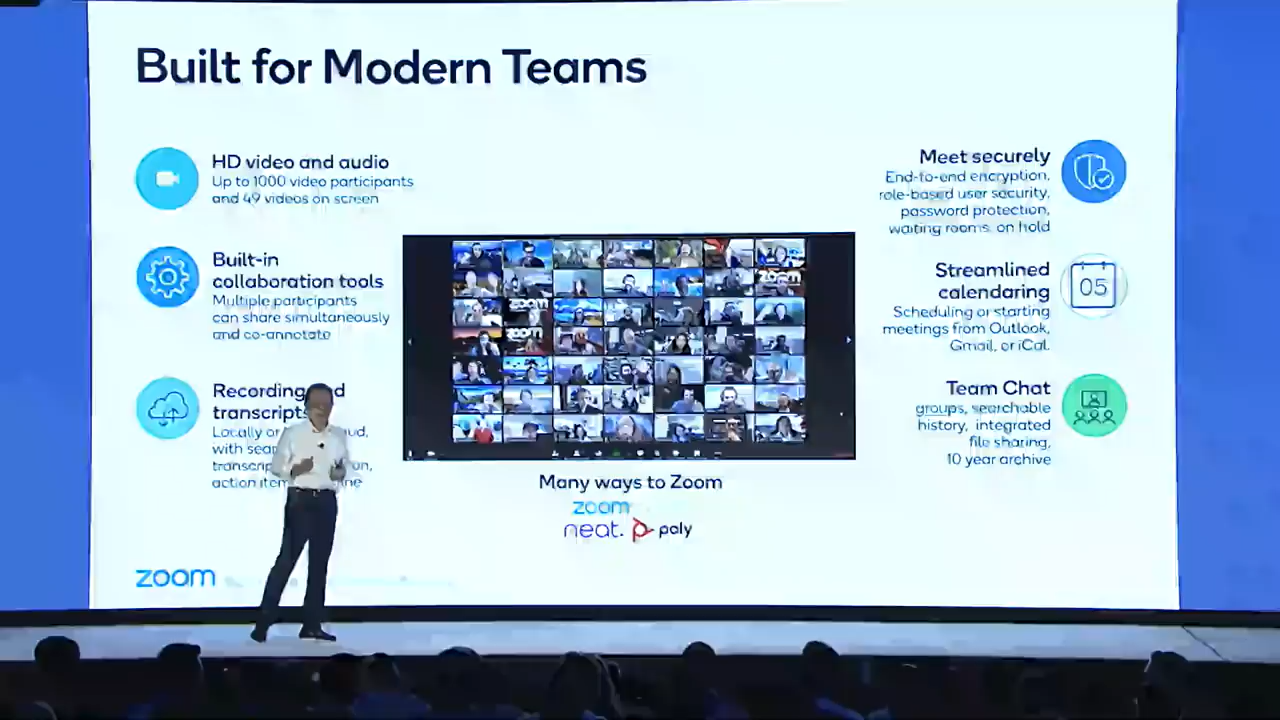 Built for Modern Teams
HD video and audio
Up to 1000 video participants
and 49 videos on screen
Built-in
collaboration tools
Multiple participants
can share simultaneously
and co-annotate
Recording
transcripts
Locally or
with
action
zoom
zoom
zoom
zoom
Many ways to Zoom
zoom
neat. poly
Meet securely
End-to-end encryption,
role-based user security,
password protection,
waiting rooms, on hold
Streamlined
calendaring
05
Scheduling or starting
meetings from Outlook,
Gmail, or iCal.
Team Chat
groups, searchable
history, integrated
file sharing,
10 year archive